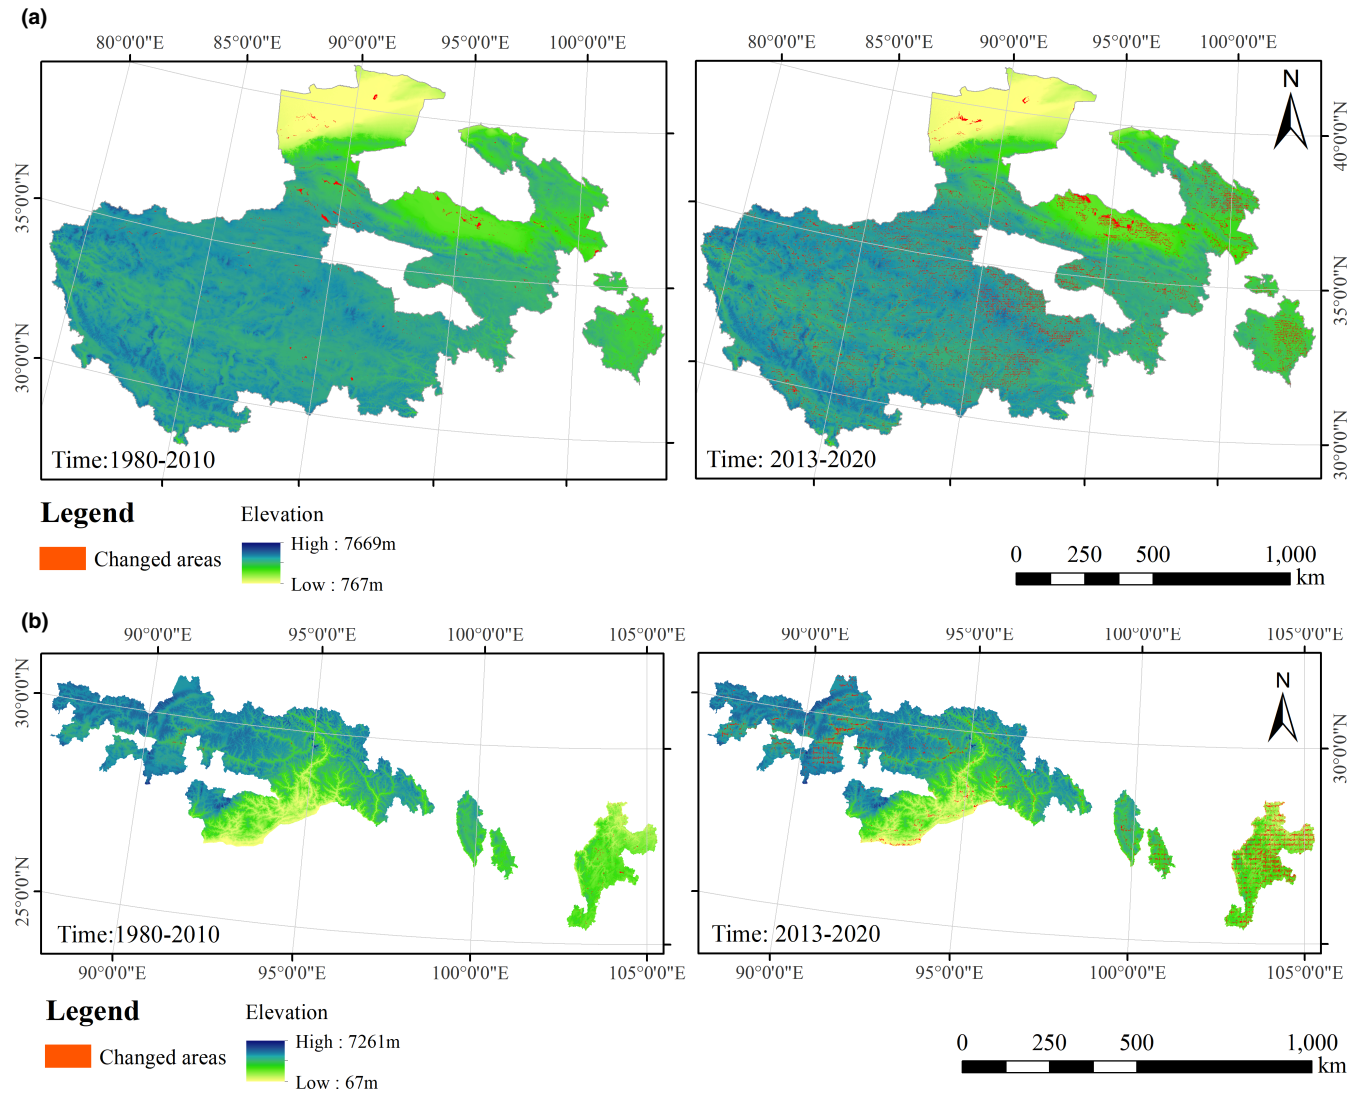 (a)
80°0'0"E 85°0'0"E 90°0'0"E 95°0'0"E 100°0'0"E
80°0'0"E 85°0'0"E 90°0'0"E 95°0'0"E 100°0'0"E
35°0'0"N
30°0'0"N
N
40°0'0"N
35°0'0"N
30°0'0"N
Time:1980-2010
Time: 2013-2020
Legend
Changed areas
Elevation
High : 7669m
Low : 767m
0 250 500 1,000
km
(b)
90°0'0"E 95°0'0"E 100°0'0"E 105°0'0"E
90°0'0"E 95°0'0"E 100°0'0"E 105°0'0"E
30°0'0"N
25°0'0"N
N
30°0'0"N
Time:1980-2010
Time: 2013-2020
90°0'0"E 95°0'0"E 100°0'0"E 105°0'0"E
90°0'0"E 95°0'0"E 100°0'0"E 105°0'0"E
Legend
Changed areas
Elevation
High : 7261m
Low : 67m
0 250 500 1,000
km